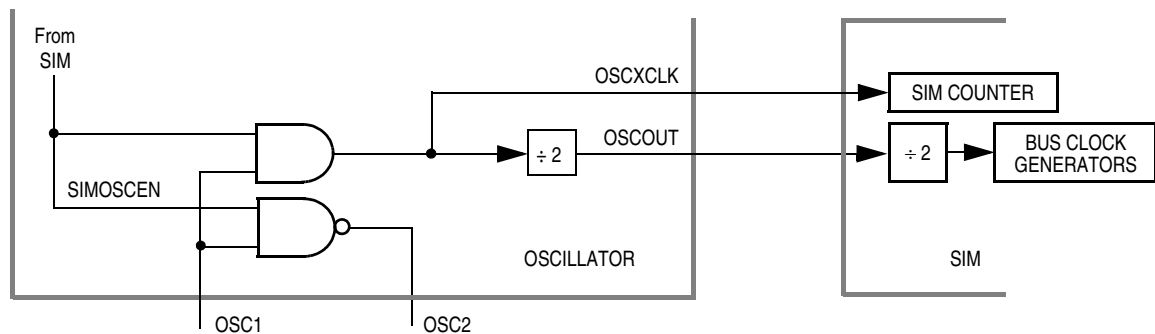 From
SIM
OSCXCLK
SIM COUNTER
OSCOUT
÷ 2
÷ 2
BUS CLOCK
GENERATORS
SIMOSCEN
OSCILLATOR
SIM
OSC1
OSC2